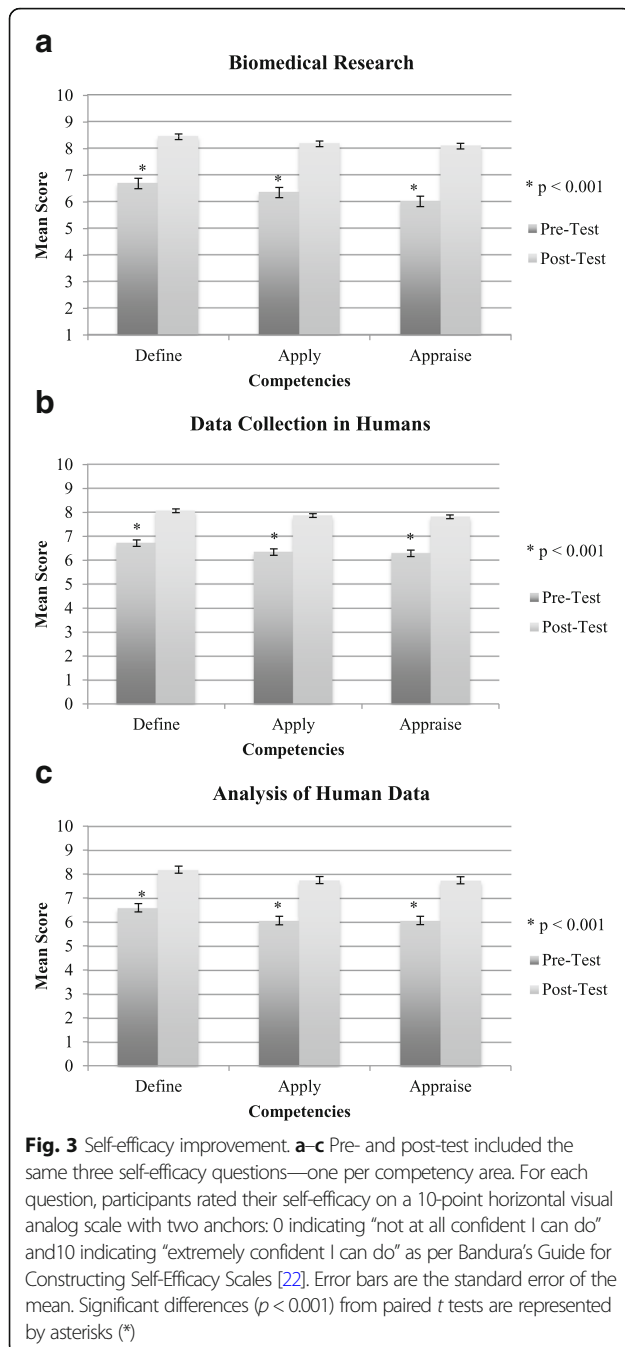 a
Biomedical Research
10
9
8
7
6
5
4
3
2
1
Mean Score
*
*
*
* p < 0.001
Pre-Test
Post-Test
Define Apply Appraise
Competencies
b
Data Collection in Humans
10
9
8
7
6
5
4
3
2
1
0
Mean Score
*
*
*
* p < 0.001
Pre-Test
Post-Test
Define Apply Appraise
Competencies
c
Analysis of Human Data
10
9
8
7
6
5
4
3
2
1
0
Mean Score
*
*
*
* p < 0.001
Pre-Test
Post-Test
Define Apply Appraise
Competencies
Fig. 3 Self-efficacy improvement. a–c Pre- and post-test included the
same three self-efficacy questions—one per competency area. For each
question, participants rated their self-efficacy on a 10-point horizontal visual
analog scale with two anchors: 0 indicating “not at all confident I can do”
and10 indicating “extremely confident I can do” as per Bandura’s Guide for
Constructing Self-Efficacy Scales [22]. Error bars are the standard error of the
mean. Significant differences (p < 0.001) from paired t tests are represented
by asterisks (*)